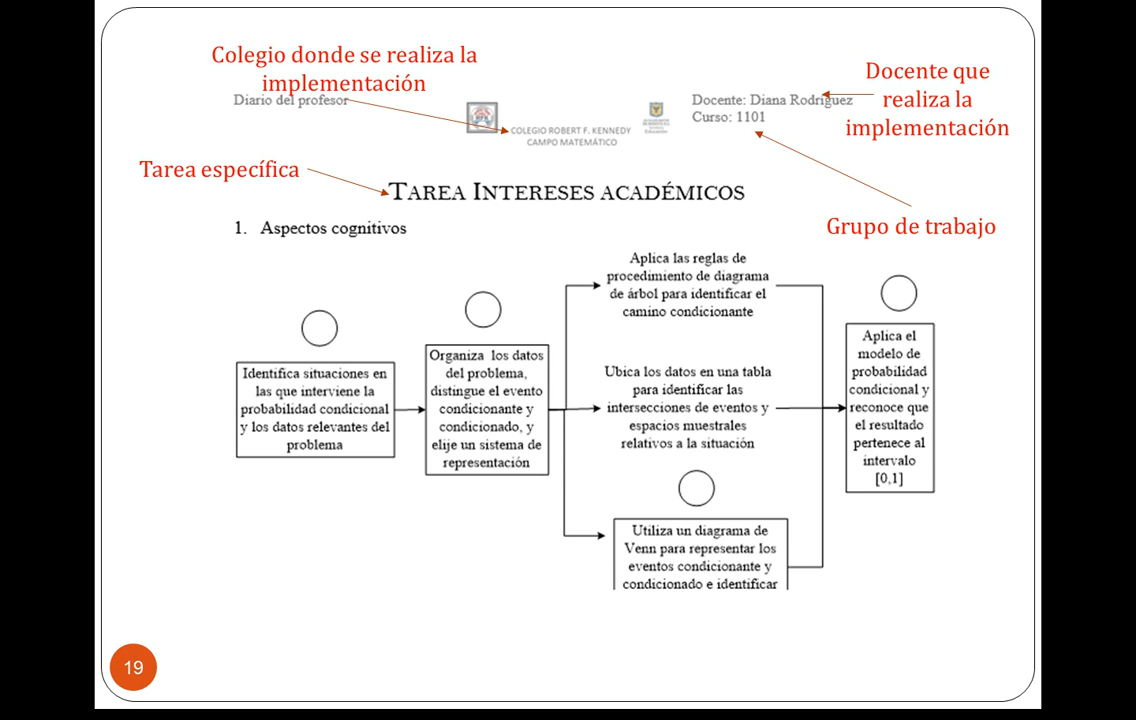 Colegio donde se realiza la
implementación
Docente que
realiza la
implementación
Diario del profesor
COLEGIO ROBERT F. KENNEDY
CAMPO MATEMÁTICO
Docente: Diana Rodríguez
Curso: 1101
Tarea específica
TAREA INTERESES ACADÉMICOS
Grupo de trabajo
1. Aspectos cognitivos
Identifica situaciones en
las que interviene la
probabilidad condicional
y los datos relevantes del
problema
Organiza los datos
del problema,
distingue el evento
condicionante y
condicionado, y
elije un sistema de
representación
Aplica las reglas de
procedimiento de diagrama
de árbol para identificar el
camino condicionante
Ubica los datos en una tabla
para identificar las
intersecciones de eventos y
espacios muestrales
relativos a la situación
Utiliza un diagrama de
Venn para representar los
eventos condicionante y
condicionado e identificar
Aplica el
modelo de
probabilidad
condicional y
reconoce que
el resultado
pertenece al
intervalo
[0,1]
19